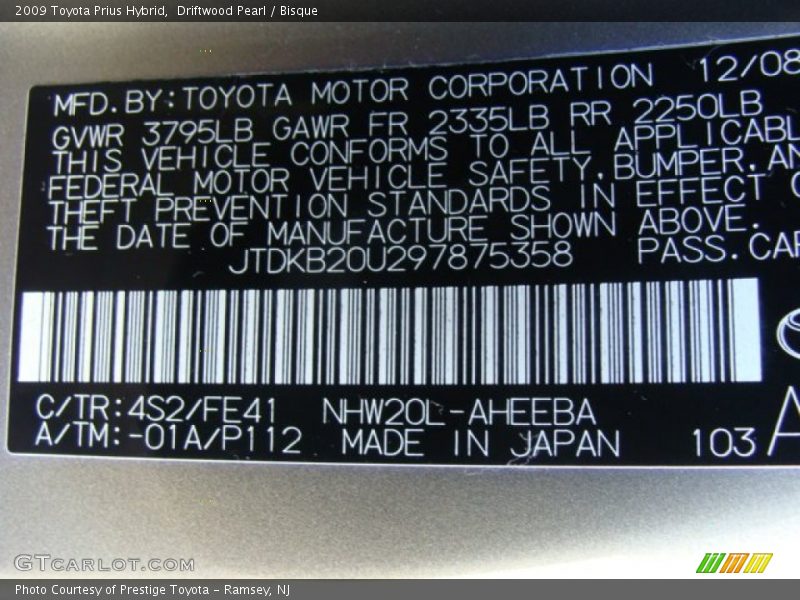 2009 Toyota Prius Hybrid,  Driftwood Pearl / Bisque
MFD. BY: TOYOTA MOTOR CORPORATION 12/08
GVWR 3795LB GAWR FR 2335LB RR 2250LB
THIS VEHICLE CONFORMS TO ALL APPLICABL
FEDERAL MOTOR VEHICLE SAFETY, BUMPER, AN
THEFT PREVENTION STANDARDS IN EFFECT O
THE DATE OF MANUFACTURE SHOWN ABOVE.
JTDKB20U297875358 PASS. CAR
C/TR: 4S2/FE41 NHW20L-AHEEBA
A/TM: -01A/P112 MADE IN JAPAN 103 A
GTCARLOT.COM
Photo Courtesy of Prestige Toyota - Ramsey, NJ